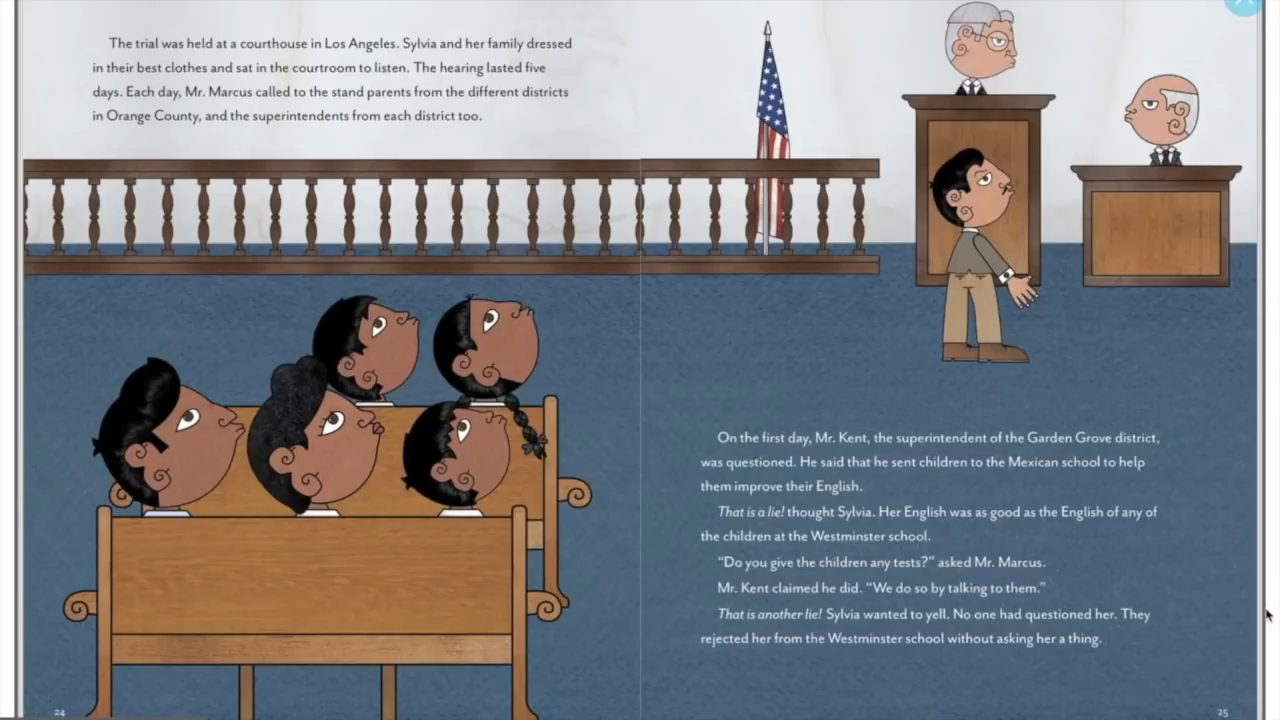 The trial was held at a courthouse in Los Angeles. Sylvia and her family dressed
in their best clothes and sat in the courtroom to listen. The hearing lasted five
days. Each day, Mr. Marcus called to the stand parents from the different districts
in Orange County, and the superintendents from each district too.
On the first day, Mr. Kent, the superintendent of the Garden Grove district,
was questioned. He said that he sent children to the Mexican school to help
them improve their English.
That is a lie! thought Sylvia. Her English was as good as the English of any of
the children at the Westminster school.
“Do you give the children any tests?” asked Mr. Marcus.
Mr. Kent claimed he did. “We do so by talking to them.”
That is another lie! Sylvia wanted to yell. No one had questioned her. They
rejected her from the Westminster school without asking her a thing.
24
25